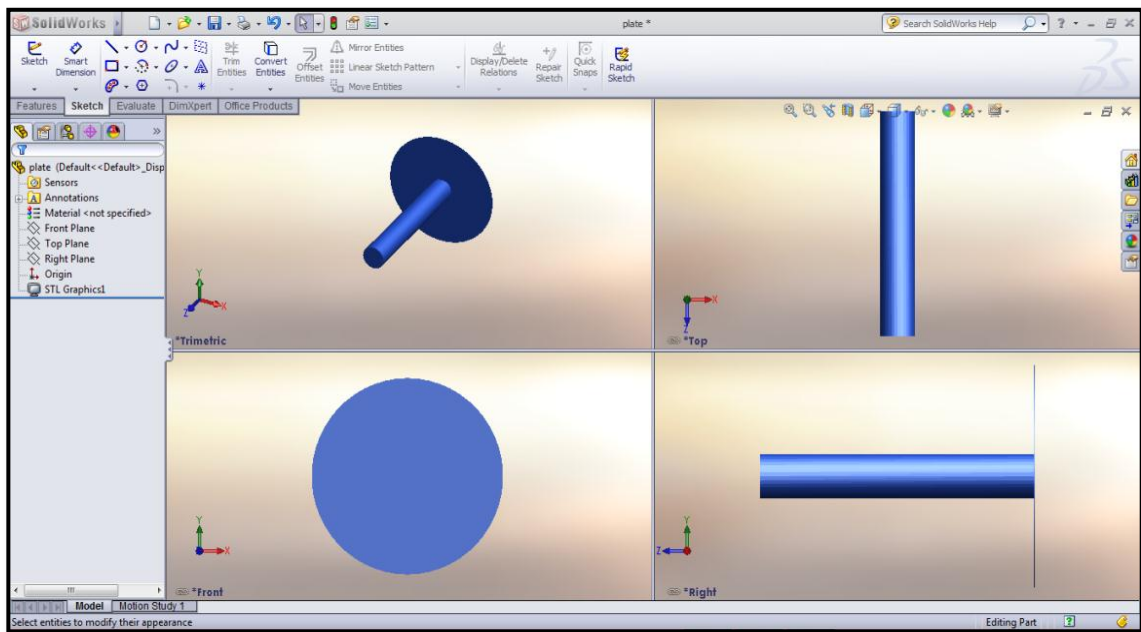 SolidWorks
plate *
Search SolidWorks Help
Sketch
Smart Dimension
Trim Entities
Convert Entities
Offset Entities
Mirror Entities
Linear Sketch Pattern
Move Entities
Display/Delete Relations
Repair Sketch
Quick Snaps
Rapid Sketch
Features Sketch Evaluate DimXpert Office Products
plate (Default<<Default>_Disp
Sensors
Annotations
Material <not specified>
Front Plane
Top Plane
Right Plane
Origin
STL Graphics1
Y
X
Z
*Trimetric
X
Z
*Top
Y
X
*Front
Y
Z
*Right
Model Motion Study 1
Select entities to modify their appearance
Editing Part